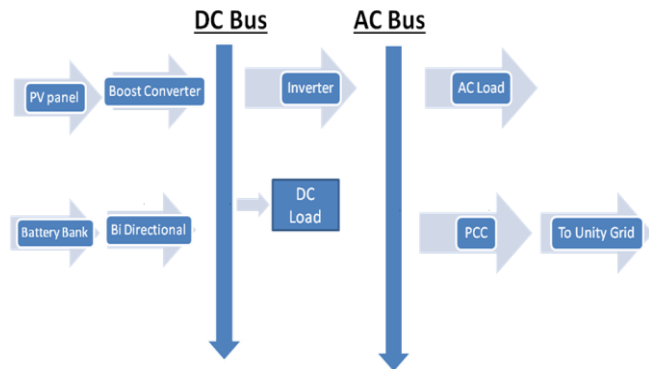 DC Bus
AC Bus
PV panel
Boost Converter
Inverter
AC Load
DC
Load
Battery Bank
Bi Directional
PCC
To Unity Grid